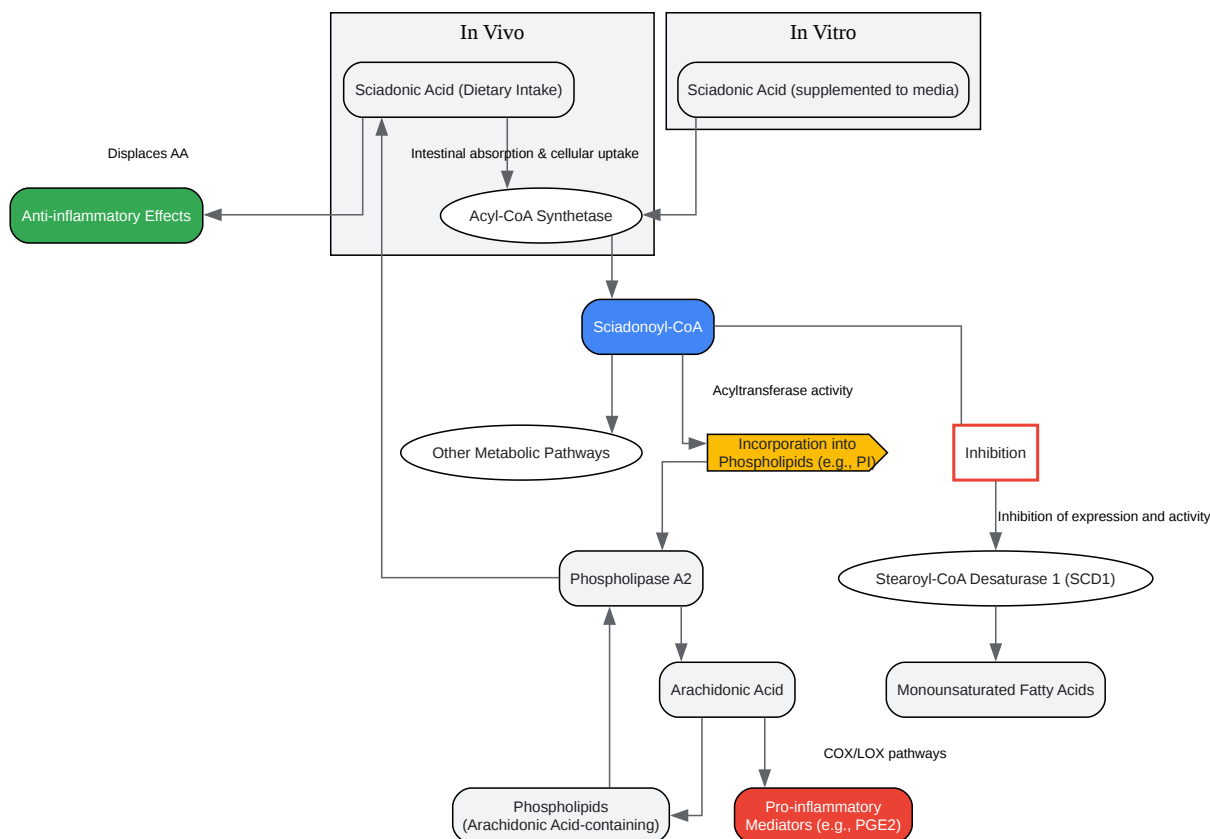 In Vivo
In Vitro
Sciadonic Acid (Dietary Intake)
Sciadonic Acid (supplemented to media)
Displaces AA
Intestinal absorption & cellular uptake
Anti-inflammatory Effects
Acyl-CoA Synthetase
Sciadonoyl-CoA
Acyltransferase activity
Other Metabolic Pathways
Incorporation into
Phospholipids (e.g., PI)
Inhibition
Inhibition of expression and activity
Phospholipase A2
Stearoyl-CoA Desaturase 1 (SCD1)
Arachidonic Acid
Monounsaturated Fatty Acids
COX/LOX pathways
Phospholipids
(Arachidonic Acid-containing)
Pro-inflammatory
Mediators (e.g., PGE2)